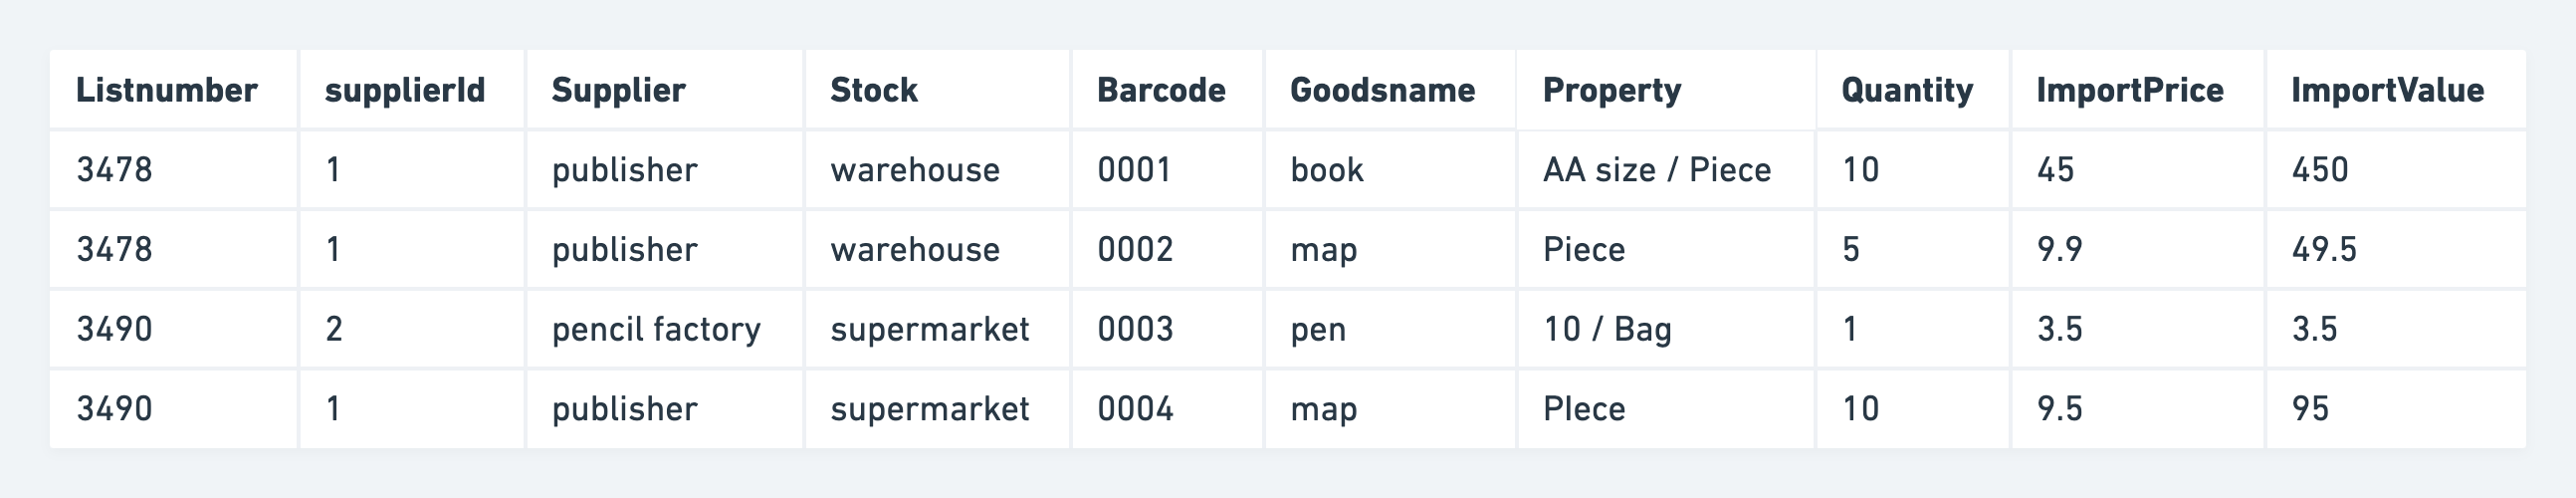 Listnumber supplierId Supplier Stock Barcode Goodsname Property Quantity ImportPrice ImportValue
3478 1 publisher warehouse 0001 book AA size / Piece 10 45 450
3478 1 publisher warehouse 0002 map Piece 5 9.9 49.5
3490 2 pencil factory supermarket 0003 pen 10 / Bag 1 3.5 3.5
3490 1 publisher supermarket 0004 map PIece 10 9.5 95